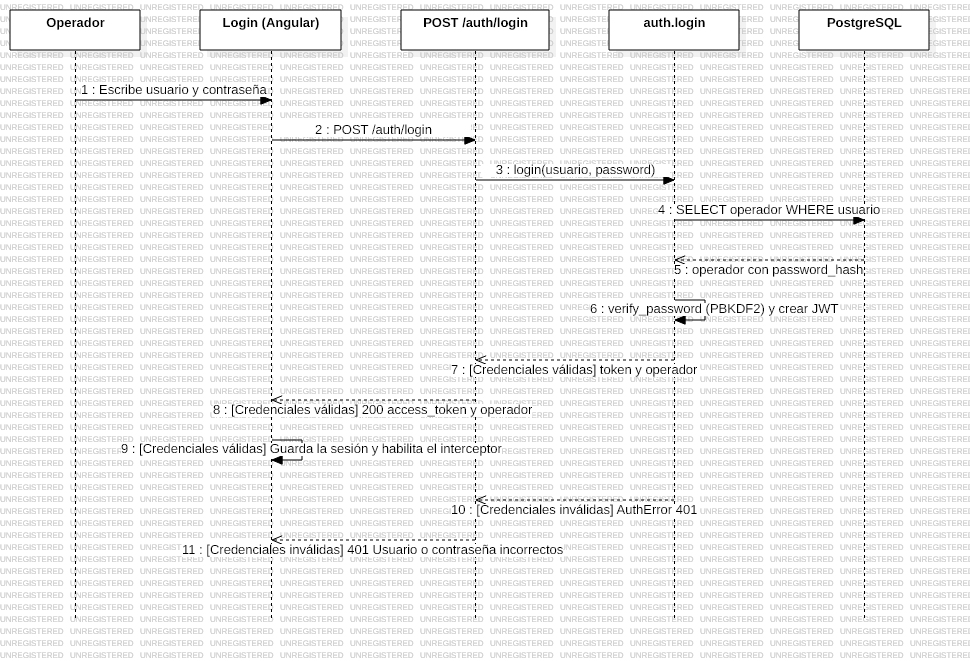 Operador
Login (Angular)
POST /auth/login
auth.login
PostgreSQL
1 : Escribe usuario y contraseña
2 : POST /auth/login
3 : login(usuario, password)
4 : SELECT operador WHERE usuario
5 : operador con password_hash
6 : verify_password (PBKDF2) y crear JWT
7 : [Credenciales válidas] token y operador
8 : [Credenciales válidas] 200 access_token y operador
9 : [Credenciales válidas] Guarda la sesión y habilita el interceptor
10 : [Credenciales inválidas] AuthError 401
11 : [Credenciales inválidas] 401 Usuario o contraseña incorrectos
UNREGISTERED